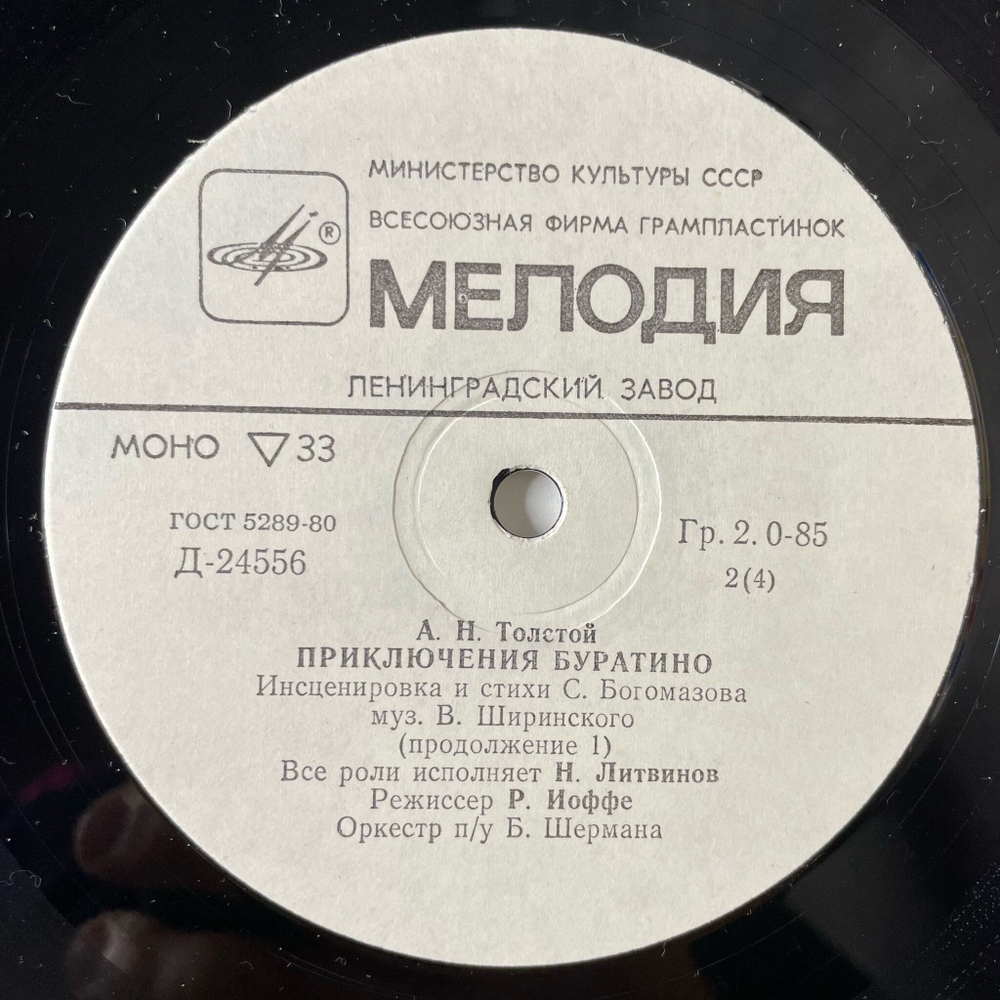 МИНИСТЕРСТВО КУЛЬТУРЫ СССР
ВСЕСОЮЗНАЯ ФИРМА ГРАМПЛАСТИНОК
®
МЕЛОДИЯ
ЛЕНИНГРАДСКИЙ ЗАВОД
МОНО ▽ 33
ГОСТ 5289-80
Д-24556
Гр. 2. 0-85
2(4)
А. Н. Толстой
ПРИКЛЮЧЕНИЯ БУРАТИНО
Инсценировка и стихи С. Богомазова
муз. В. Ширинского
(продолжение 1)
Все роли исполняет Н. Литвинов
Режиссер Р. Иоффе
Оркестр п/у Б. Шермана